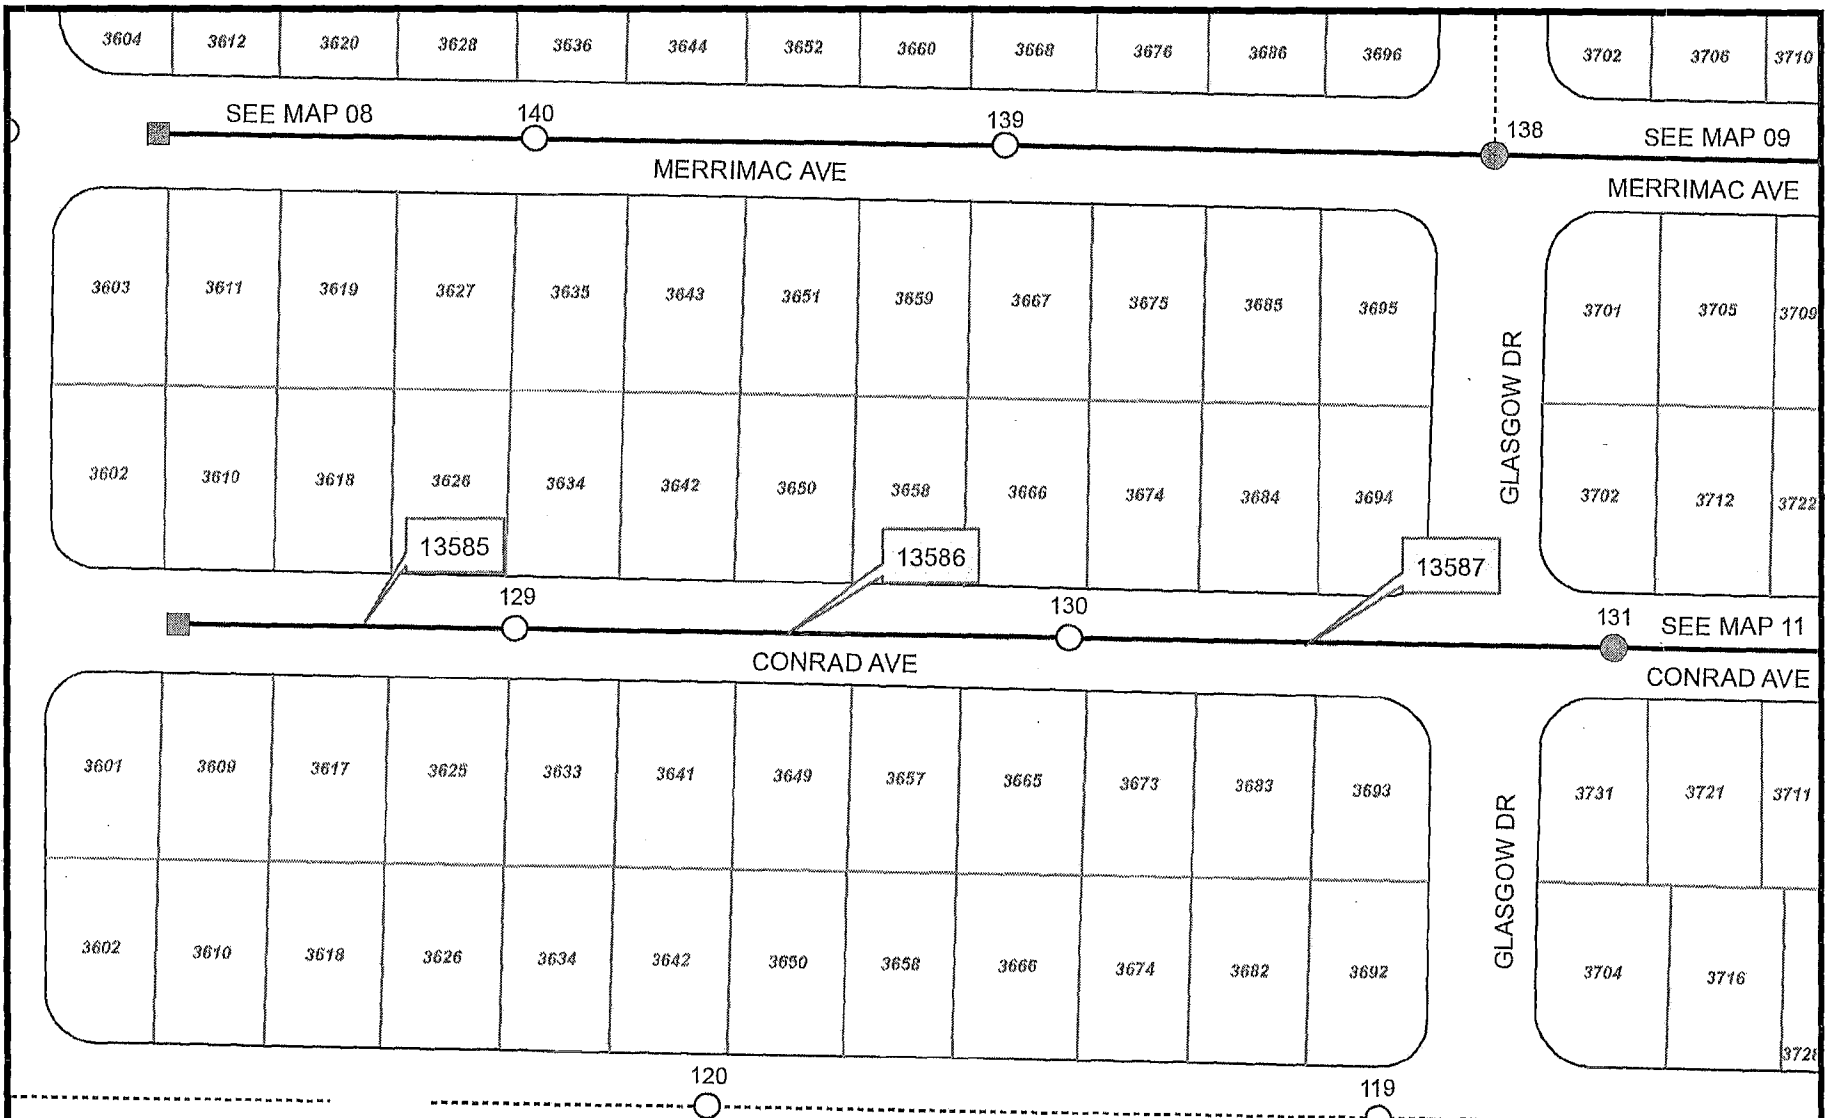 3604 3612 3620 3628 3636 3644 3652 3660 3668 3676 3686 3696 3702 3706 3710
SEE MAP 08 140 139 138 SEE MAP 09
MERRIMAC AVE MERRIMAC AVE
3603 3611 3619 3627 3635 3643 3651 3659 3667 3675 3685 3695 3701 3705 3709
GLASGOW DR
3602 3610 3618 3626 3634 3642 3650 3658 3666 3674 3684 3694 3702 3712 3722
13585 13586 13587
129 130 131 SEE MAP 11
CONRAD AVE CONRAD AVE
3601 3609 3617 3625 3633 3641 3649 3657 3665 3673 3683 3693 3731 3721 3711
GLASGOW DR
3602 3610 3618 3626 3634 3642 3650 3658 3666 3674 3682 3692 3704 3716
3728
120 119